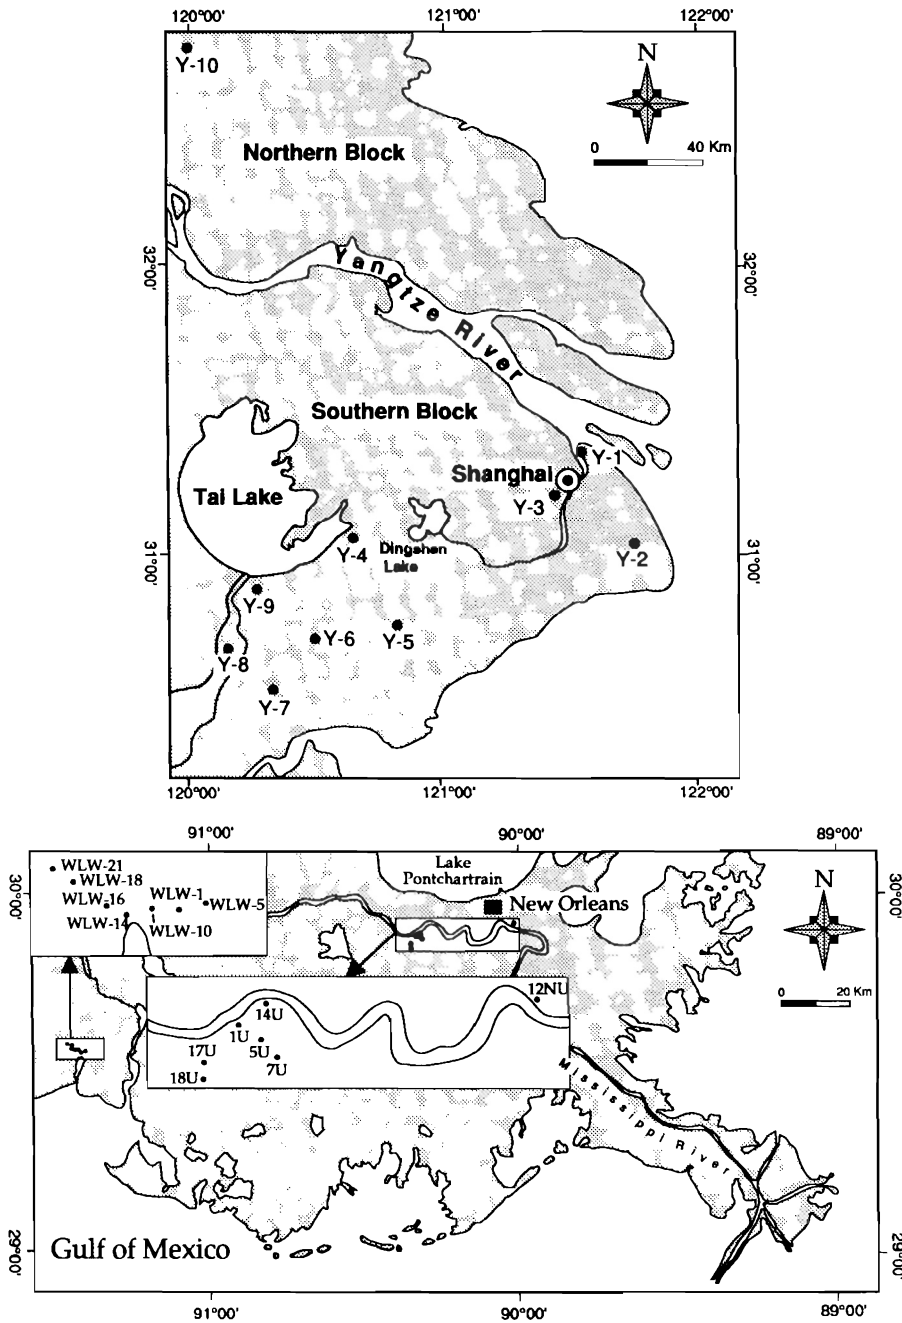 120°00'
121°00'
122°00'
Y-10
N
0
40 Km
Northern Block
32°00'
32°00'
Yangtze River
Southern Block
Shanghai
Y-1
Tai Lake
Y-3
Y-4
Dingshan
Lake
Y-2
31°00'
31°00'
Y-9
Y-6
Y-5
Y-8
Y-7
120°00'
121°00'
122°00'
91°00'
90°00'
89°00'
WLW-21
WLW-18
WLW-16
WLW-1
WLW-5
WLW-14
WLW-10
Lake
Pontchartrain
New Orleans
N
30°00'
30°00'
0
20 Km
12NU
14U
1U
5U
17U
7U
18U
Mississippi River
Gulf of Mexico
29°00'
29°00'
91°00'
90°00'
89°00'